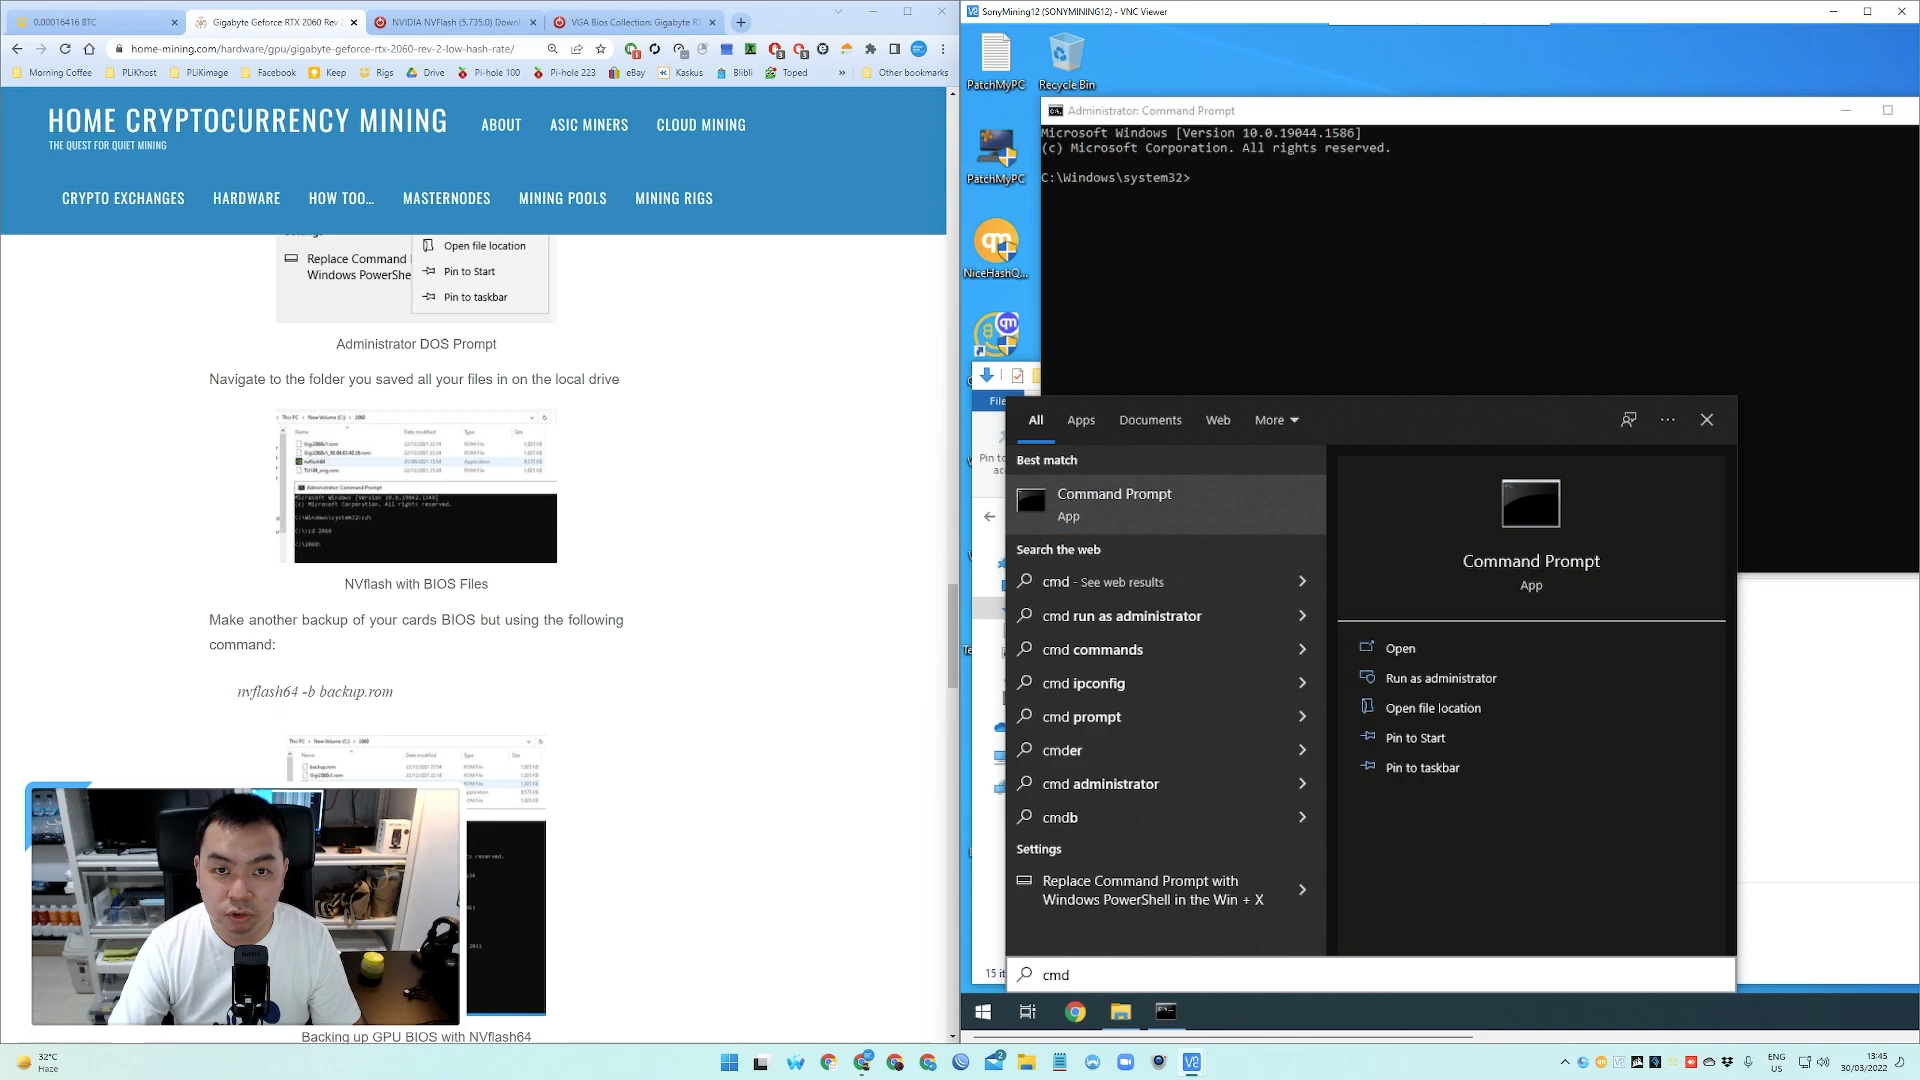 0.00016416 BTC
Gigabyte Geforce RTX 2060 Rev
NVIDIA NVFlash (5.735.0) Downl
VGA Bios Collection: Gigabyte RT
home-mining.com/hardware/gpu/gigabyte-geforce-rtx-2060-rev-2-low-hash-rate/
Morning Coffee
PLiKhost
PLiKimage
Facebook
Keep
Rigs
Drive
Pi-hole 100
Pi-hole 223
eBay
Kaskus
Blibli
Toped
Other bookmarks
HOME CRYPTOCURRENCY MINING
THE QUEST FOR QUIET MINING
ABOUT
ASIC MINERS
CLOUD MINING
CRYPTO EXCHANGES
HARDWARE
HOW TOO...
MASTERNODES
MINING POOLS
MINING RIGS
Open file location
Replace Command
Windows PowerShe
Pin to Start
Pin to taskbar
Administrator DOS Prompt
Navigate to the folder you saved all your files in on the local drive
NVflash with BIOS Files
Make another backup of your cards BIOS but using the following
command:
nvflash64 -b backup.rom
Backing up GPU BIOS with NVflash64
SonyMining12 (SONYMINING12) - VNC Viewer
PatchMyPC
Recycle Bin
PatchMyPC
NiceHashQ...
Administrator: Command Prompt
Microsoft Windows [Version 10.0.19044.1586]
(c) Microsoft Corporation. All rights reserved.
C:\Windows\system32>
File
Pin to
All
Apps
Documents
Web
More
Best match
Command Prompt
App
Search the web
cmd - See web results
cmd run as administrator
cmd commands
cmd ipconfig
cmd prompt
cmder
cmd administrator
cmdb
Settings
Replace Command Prompt with
Windows PowerShell in the Win + X
Command Prompt
App
Open
Run as administrator
Open file location
Pin to Start
Pin to taskbar
15 it
cmd
32°C
Haze
ENG
US
13:45
30/03/2022